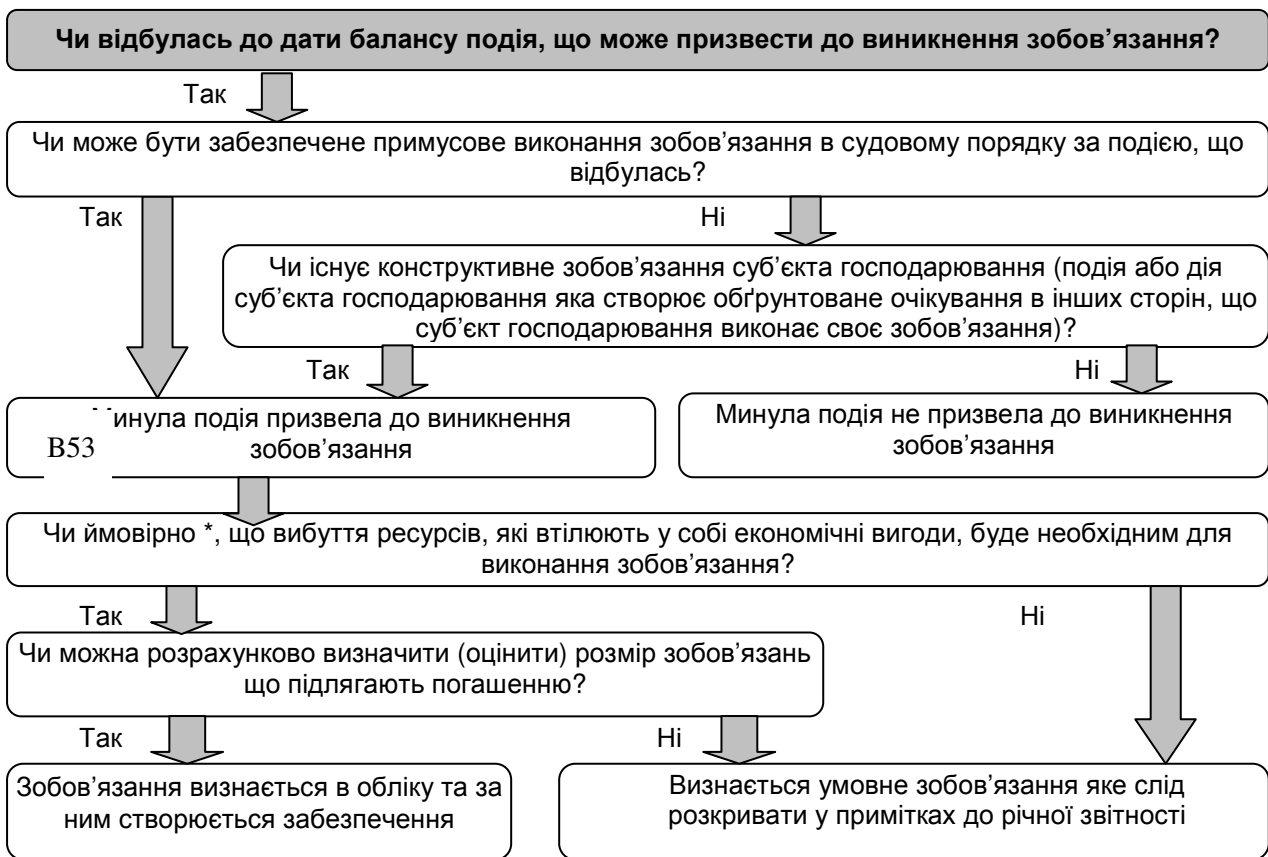 Чи відбулась до дати балансу подія, що може призвести до виникнення зобов’язання?
Так
Чи може бути забезпечене примусове виконання зобов’язання в судовому порядку за подією, що
відбулась?
Так
Ні
Чи існує конструктивне зобов’язання суб’єкта господарювання (подія або дія
суб’єкта господарювання яка створює обґрунтоване очікування в інших сторін, що
суб’єкт господарювання виконає своє зобов’язання)?
Так
Ні
Минула подія призвела до виникнення
зобов’язання
В53
Минула подія не призвела до виникнення
зобов’язання
Чи ймовірно *, що вибуття ресурсів, які втілюють у собі економічні вигоди, буде необхідним для
виконання зобов’язання?
Так
Ні
Чи можна розрахунково визначити (оцінити) розмір зобов’язань
що підлягають погашенню?
Так
Ні
Зобов’язання визнається в обліку та за
ним створюється забезпечення
Визнається умовне зобов’язання яке слід
розкривати у примітках до річної звітності